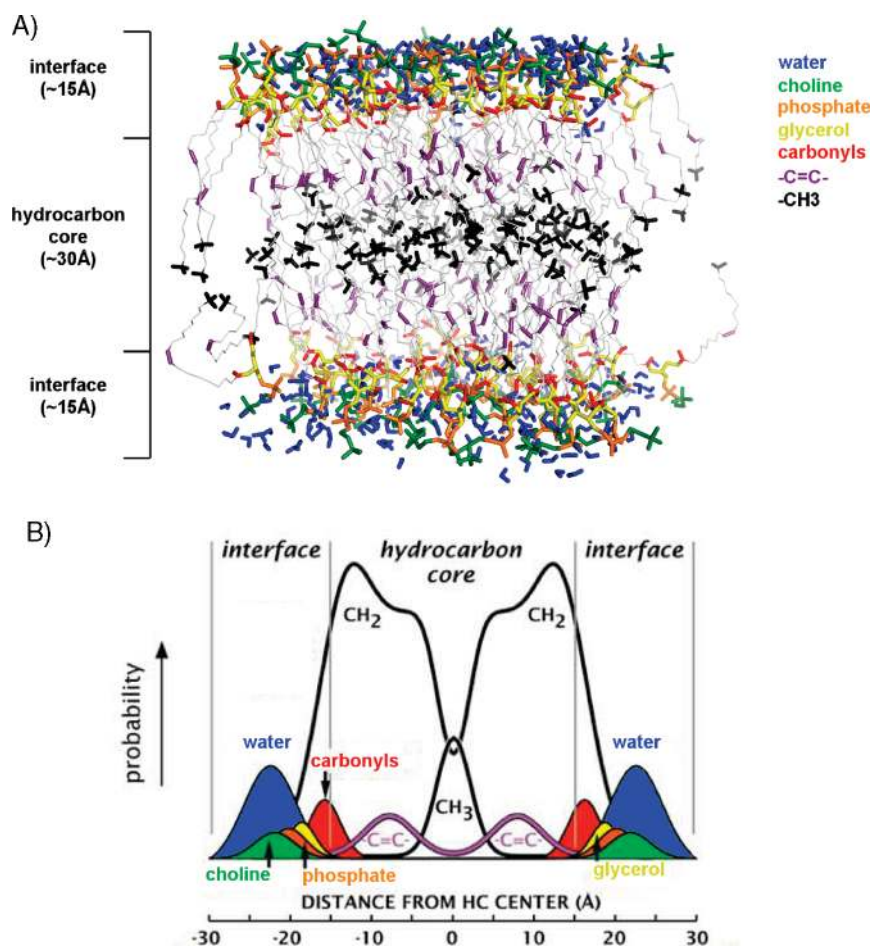 A)
interface
(~15Å)
hydrocarbon
core
(~30Å)
interface
(~15Å)
water
choline
phosphate
glycerol
carbonyls
-C=C-
-CH3
B)
interface
hydrocarbon
core
interface
CH2
CH2
probability
water
carbonyls
water
CH3
-C=C-
-C=C-
choline
phosphate
glycerol
DISTANCE FROM HC CENTER (Å)
-30 -20 -10 0 10 20 30